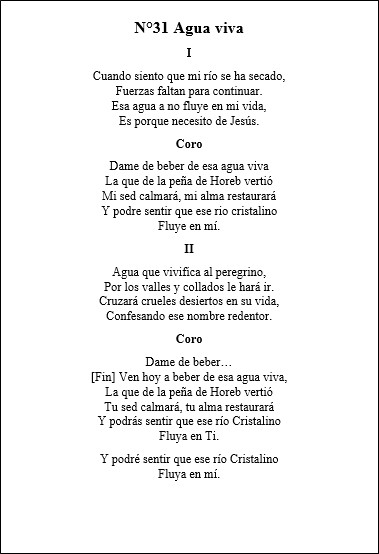 N°31 Agua viva
I
Cuando siento que mi río se ha secado,
Fuerzas faltan para continuar.
Esa agua a no fluye en mi vida,
Es porque necesito de Jesús.
Coro
Dame de beber de esa agua viva
La que de la peña de Horeb vertió
Mi sed calmará, mi alma restaurará
Y podre sentir que ese rio cristalino
Fluye en mí.
II
Agua que vivifica al peregrino,
Por los valles y collados le hará ir.
Cruzará crueles desiertos en su vida,
Confesando ese nombre redentor.
Coro
Dame de beber…
[Fin] Ven hoy a beber de esa agua viva,
La que de la peña de Horeb vertió
Tu sed calmará, tu alma restaurará
Y podrás sentir que ese río Cristalino
Fluya en Ti.
Y podré sentir que ese río Cristalino
Fluya en mí.